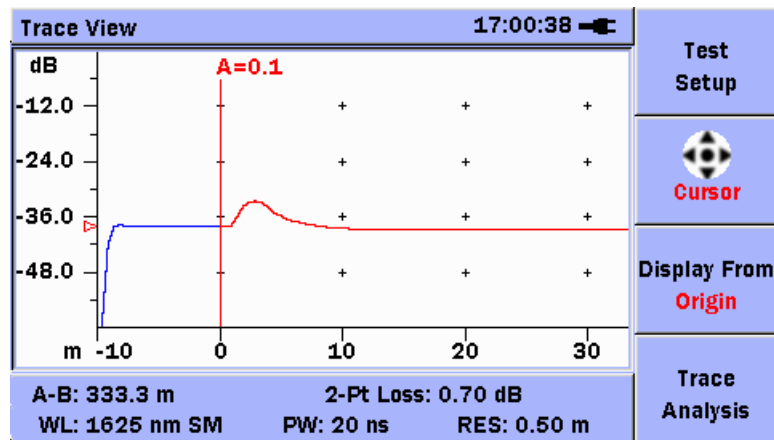 Trace View 17:00:38
dB
A=0.1
-12.0
-24.0
-36.0
-48.0
m -10 0 10 20 30
A-B: 333.3 m 2-Pt Loss: 0.70 dB
WL: 1625 nm SM PW: 20 ns RES: 0.50 m
Test
Setup
Cursor
Display From
Origin
Trace
Analysis